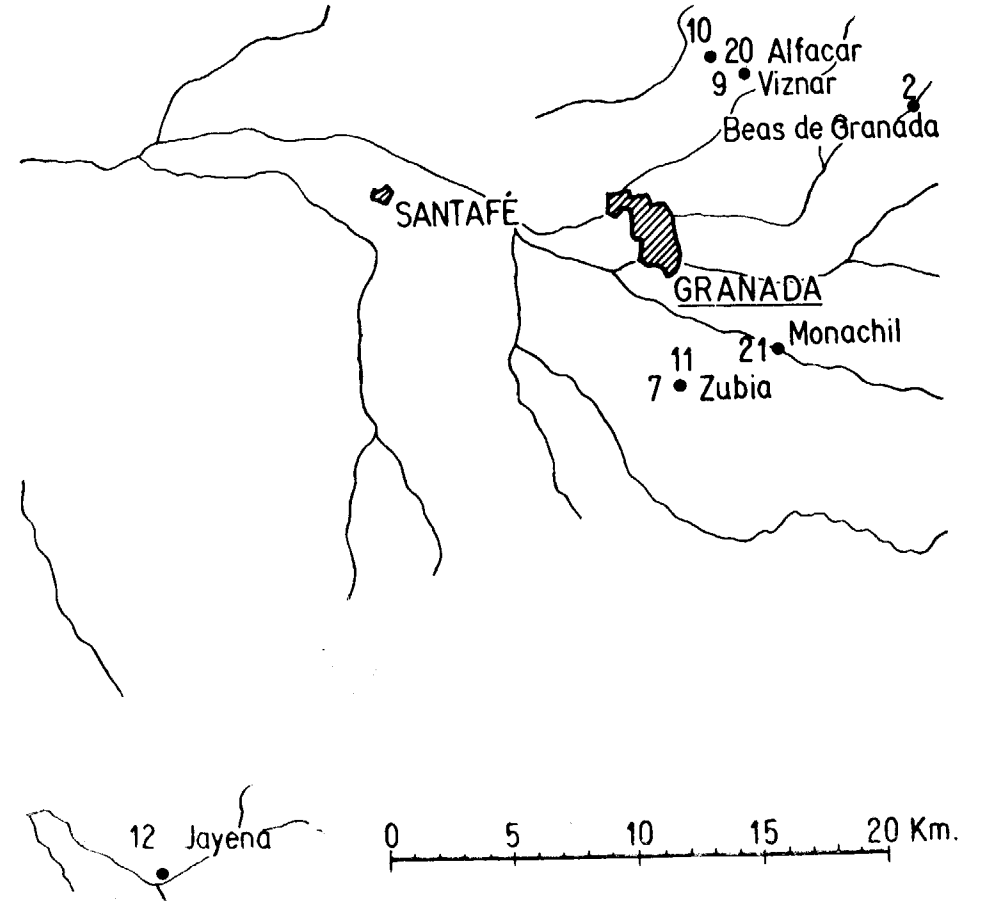 10
20 Alfacar
9 Viznar
2
Beas de Granada
SANTAFÉ
GRANADA
Monachil
21
11
7 Zubia
12 Jayena
0 5 10 15 20 Km.